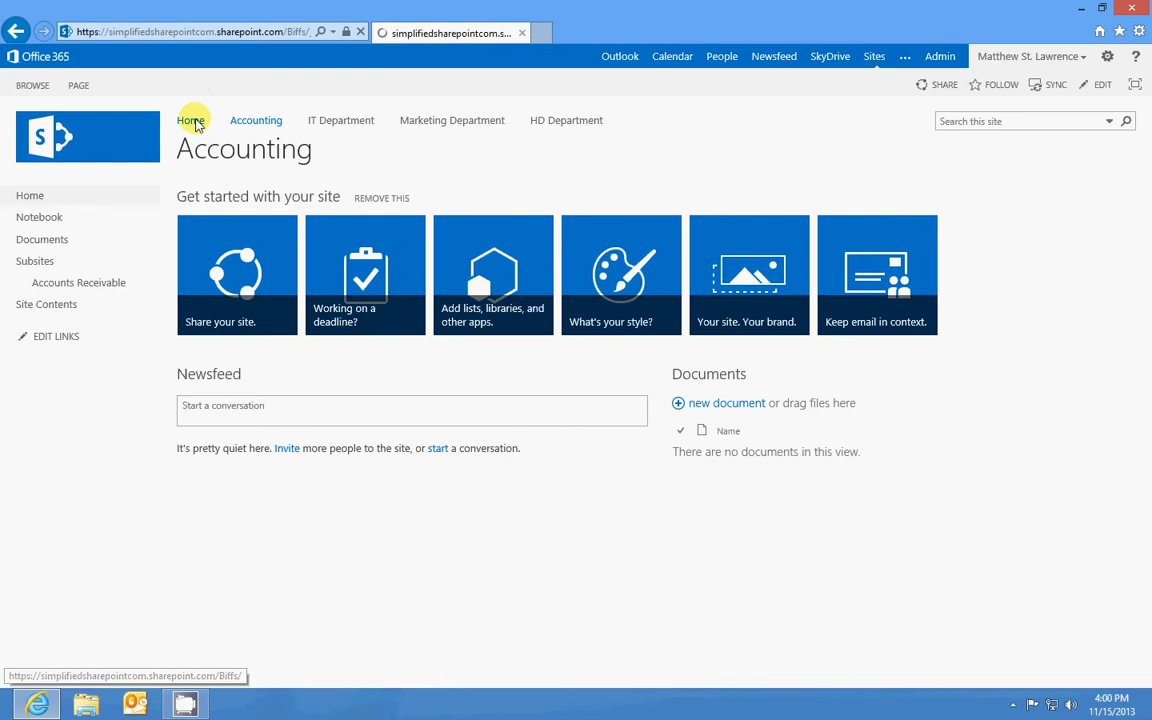 https://simplifiedsharepointcom.sharepoint.com/Biffs/
simplifiedsharepointcom.s...
Office 365
Outlook Calendar People Newsfeed SkyDrive Sites ... Admin Matthew St. Lawrence ?
BROWSE PAGE
SHARE FOLLOW SYNC EDIT
S
Home Accounting IT Department Marketing Department HD Department
Search this site
Accounting
Home
Notebook
Documents
Subsites
Accounts Receivable
Site Contents
EDIT LINKS
Get started with your site REMOVE THIS
Share your site.
Working on a
deadline?
Add lists, libraries, and
other apps.
What's your style?
Your site. Your brand.
Keep email in context.
Newsfeed
Start a conversation
It's pretty quiet here. Invite more people to the site, or start a conversation.
Documents
new document or drag files here
Name
There are no documents in this view.
https://simplifiedsharepointcom.sharepoint.com/Biffs/
4:00 PM
11/15/2013